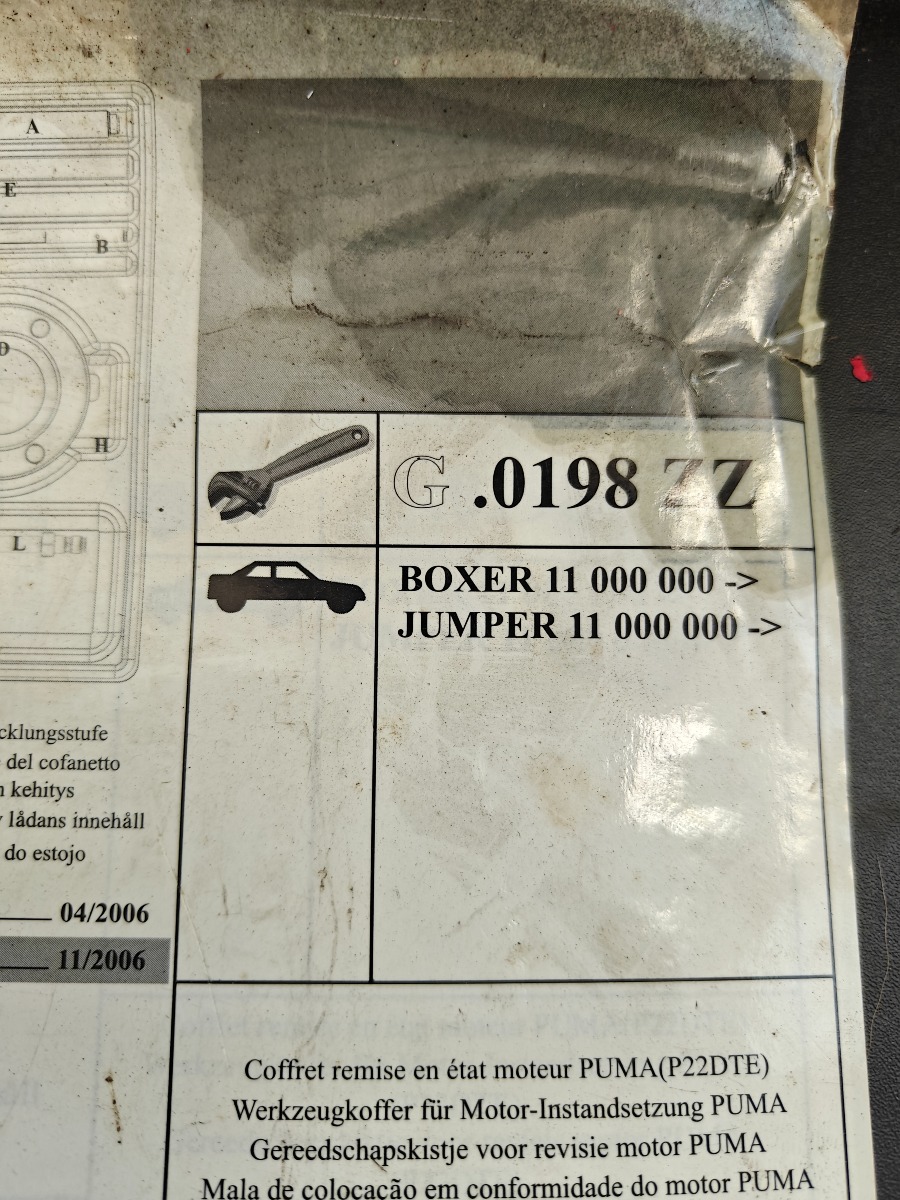 A
E
B
D
H
L
G .0198 ZZ
BOXER 11 000 000 ->
JUMPER 11 000 000 ->
cklungsstufe
del cofanetto
kehitys
lådans innehåll
do estojo
04/2006
11/2006
Coffret remise en état moteur PUMA(P22DTE)
Werkzeugkoffer für Motor-Instandsetzung PUMA
Gereedschapskistje voor revisie motor PUMA
Mala de colocação em conformidade do motor PUMA